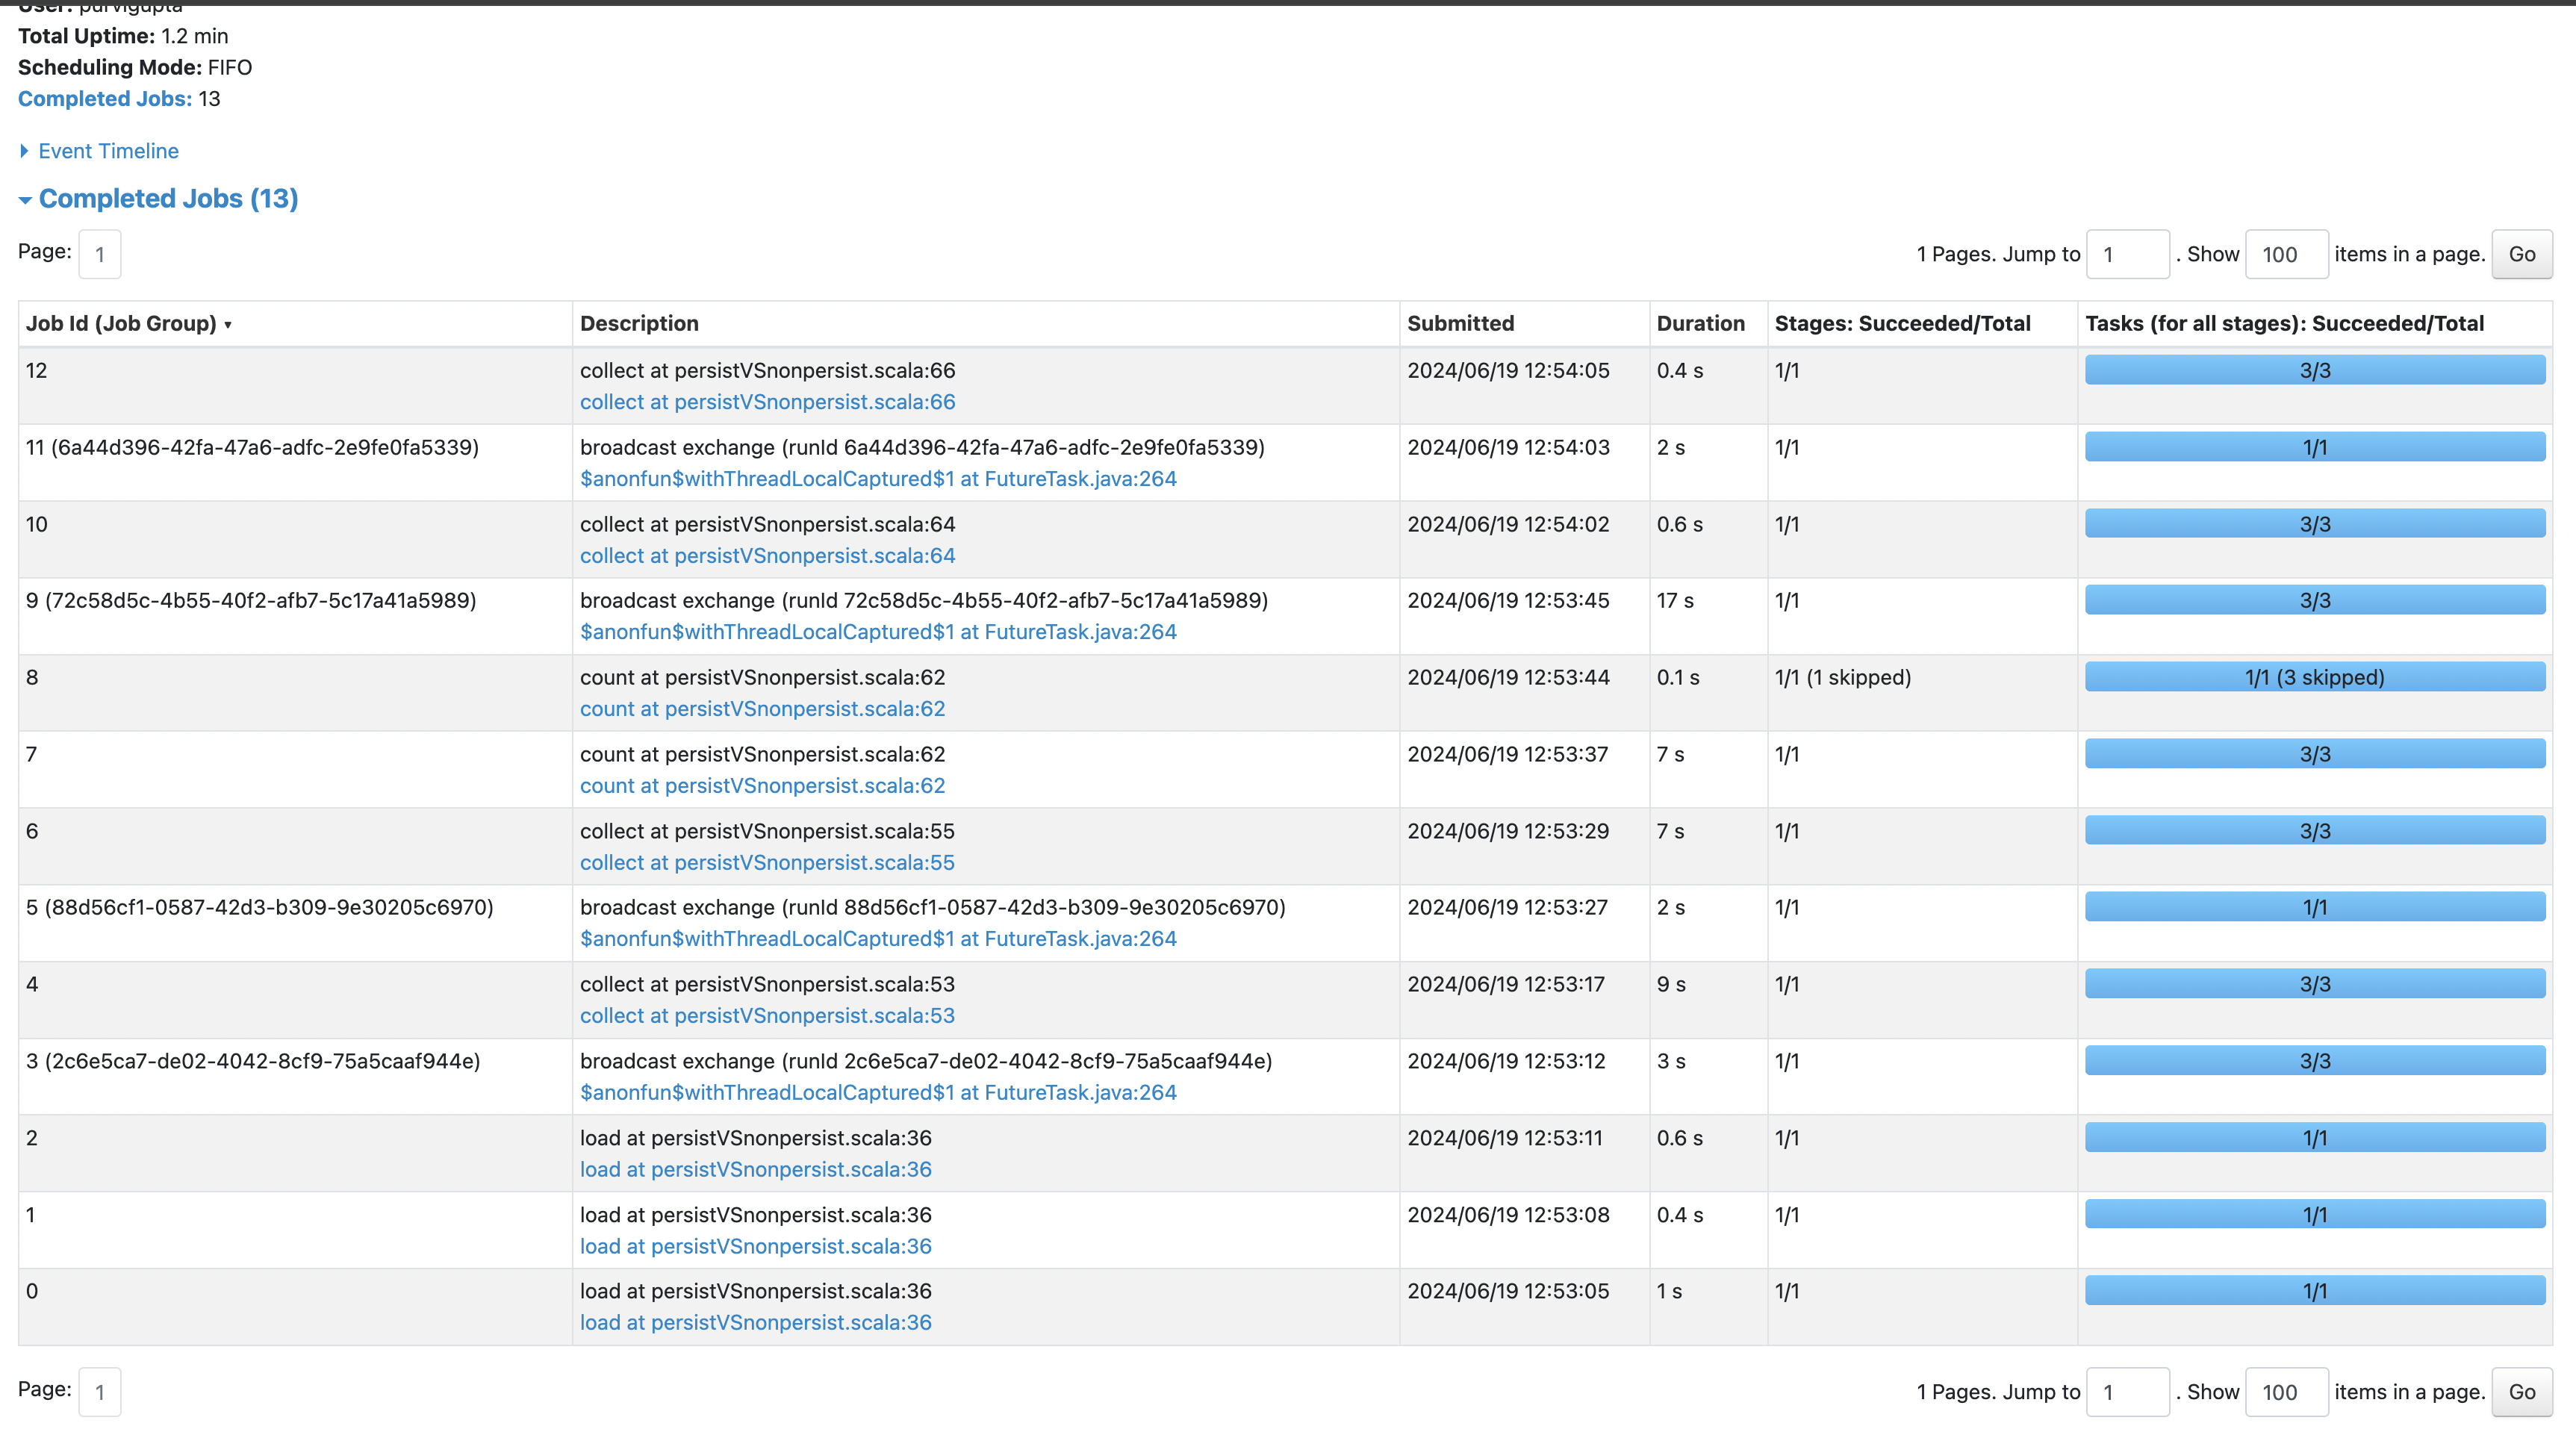 User: purvigupta
Total Uptime: 1.2 min
Scheduling Mode: FIFO
Completed Jobs: 13
Event Timeline
Completed Jobs (13)
Page: 1
1 Pages. Jump to 1 . Show 100 items in a page. Go
Job Id (Job Group) ▾ Description Submitted Duration Stages: Succeeded/Total Tasks (for all stages): Succeeded/Total
12 collect at persistVSnonpersist.scala:66 2024/06/19 12:54:05 0.4 s 1/1 3/3
collect at persistVSnonpersist.scala:66
11 (6a44d396-42fa-47a6-adfc-2e9fe0fa5339) broadcast exchange (runId 6a44d396-42fa-47a6-adfc-2e9fe0fa5339) 2024/06/19 12:54:03 2 s 1/1 1/1
$anonfun$withThreadLocalCaptured$1 at FutureTask.java:264
10 collect at persistVSnonpersist.scala:64 2024/06/19 12:54:02 0.6 s 1/1 3/3
collect at persistVSnonpersist.scala:64
9 (72c58d5c-4b55-40f2-afb7-5c17a41a5989) broadcast exchange (runId 72c58d5c-4b55-40f2-afb7-5c17a41a5989) 2024/06/19 12:53:45 17 s 1/1 3/3
$anonfun$withThreadLocalCaptured$1 at FutureTask.java:264
8 count at persistVSnonpersist.scala:62 2024/06/19 12:53:44 0.1 s 1/1 (1 skipped) 1/1 (3 skipped)
count at persistVSnonpersist.scala:62
7 count at persistVSnonpersist.scala:62 2024/06/19 12:53:37 7 s 1/1 3/3
count at persistVSnonpersist.scala:62
6 collect at persistVSnonpersist.scala:55 2024/06/19 12:53:29 7 s 1/1 3/3
collect at persistVSnonpersist.scala:55
5 (88d56cf1-0587-42d3-b309-9e30205c6970) broadcast exchange (runId 88d56cf1-0587-42d3-b309-9e30205c6970) 2024/06/19 12:53:27 2 s 1/1 1/1
$anonfun$withThreadLocalCaptured$1 at FutureTask.java:264
4 collect at persistVSnonpersist.scala:53 2024/06/19 12:53:17 9 s 1/1 3/3
collect at persistVSnonpersist.scala:53
3 (2c6e5ca7-de02-4042-8cf9-75a5caaf944e) broadcast exchange (runId 2c6e5ca7-de02-4042-8cf9-75a5caaf944e) 2024/06/19 12:53:12 3 s 1/1 3/3
$anonfun$withThreadLocalCaptured$1 at FutureTask.java:264
2 load at persistVSnonpersist.scala:36 2024/06/19 12:53:11 0.6 s 1/1 1/1
load at persistVSnonpersist.scala:36
1 load at persistVSnonpersist.scala:36 2024/06/19 12:53:08 0.4 s 1/1 1/1
load at persistVSnonpersist.scala:36
0 load at persistVSnonpersist.scala:36 2024/06/19 12:53:05 1 s 1/1 1/1
load at persistVSnonpersist.scala:36
Page: 1
1 Pages. Jump to 1 . Show 100 items in a page. Go